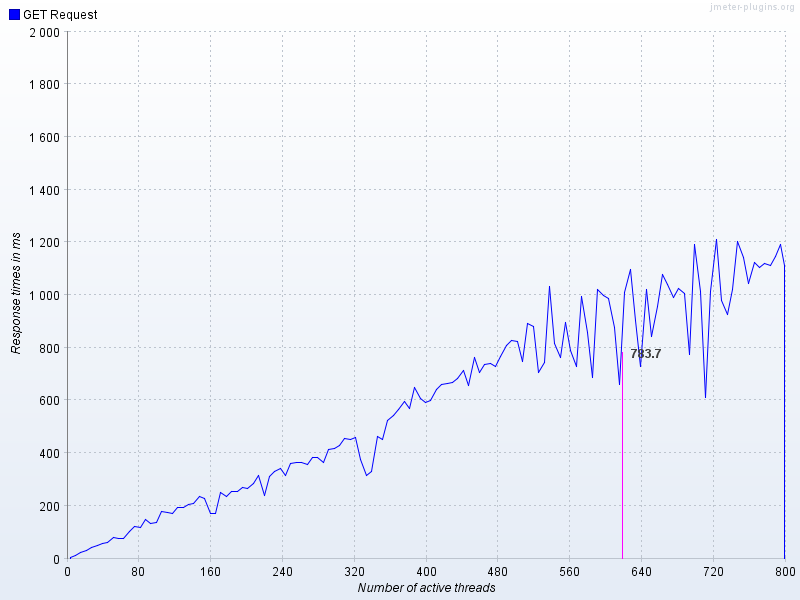 jmeter-plugins.org
GET Request
2 000
1 800
1 600
1 400
1 200
1 000
800
600
400
200
0
Response times in ms
783.7
0 80 160 240 320 400 480 560 640 720 800
Number of active threads